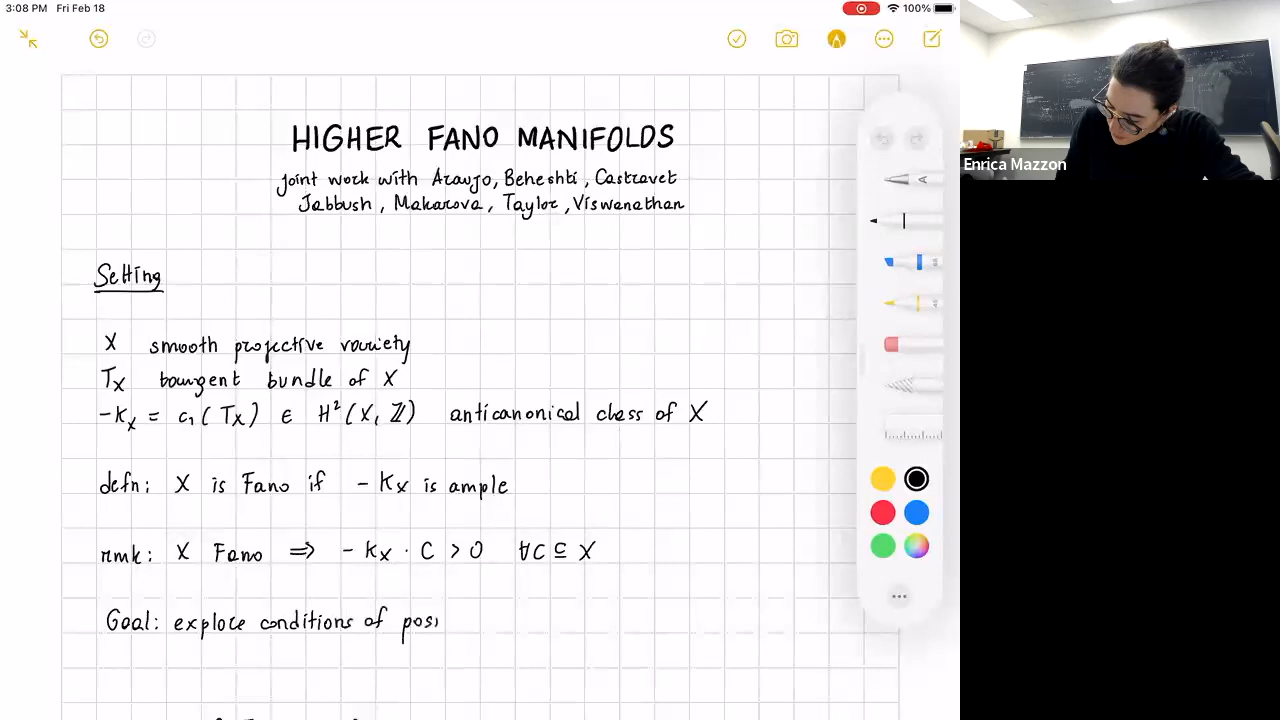 3:08 PM Fri Feb 18
100%
HIGHER FANO MANIFOLDS
joint work with Araujo, Beheshti, Castravet
Jabbush, Makarova, Taylor, Viswanathan
Setting
X smooth projective variety
T_X tangent bundle of X
-K_X = c_1(T_X) ∈ H²(X, ℤ) anticanonical class of X
defn: X is Fano if -K_X is ample
rmk: X Fano ⟹ -K_X · C > 0 ∀C ⊆ X
Goal: explore conditions of posi
Enrica Mazzon